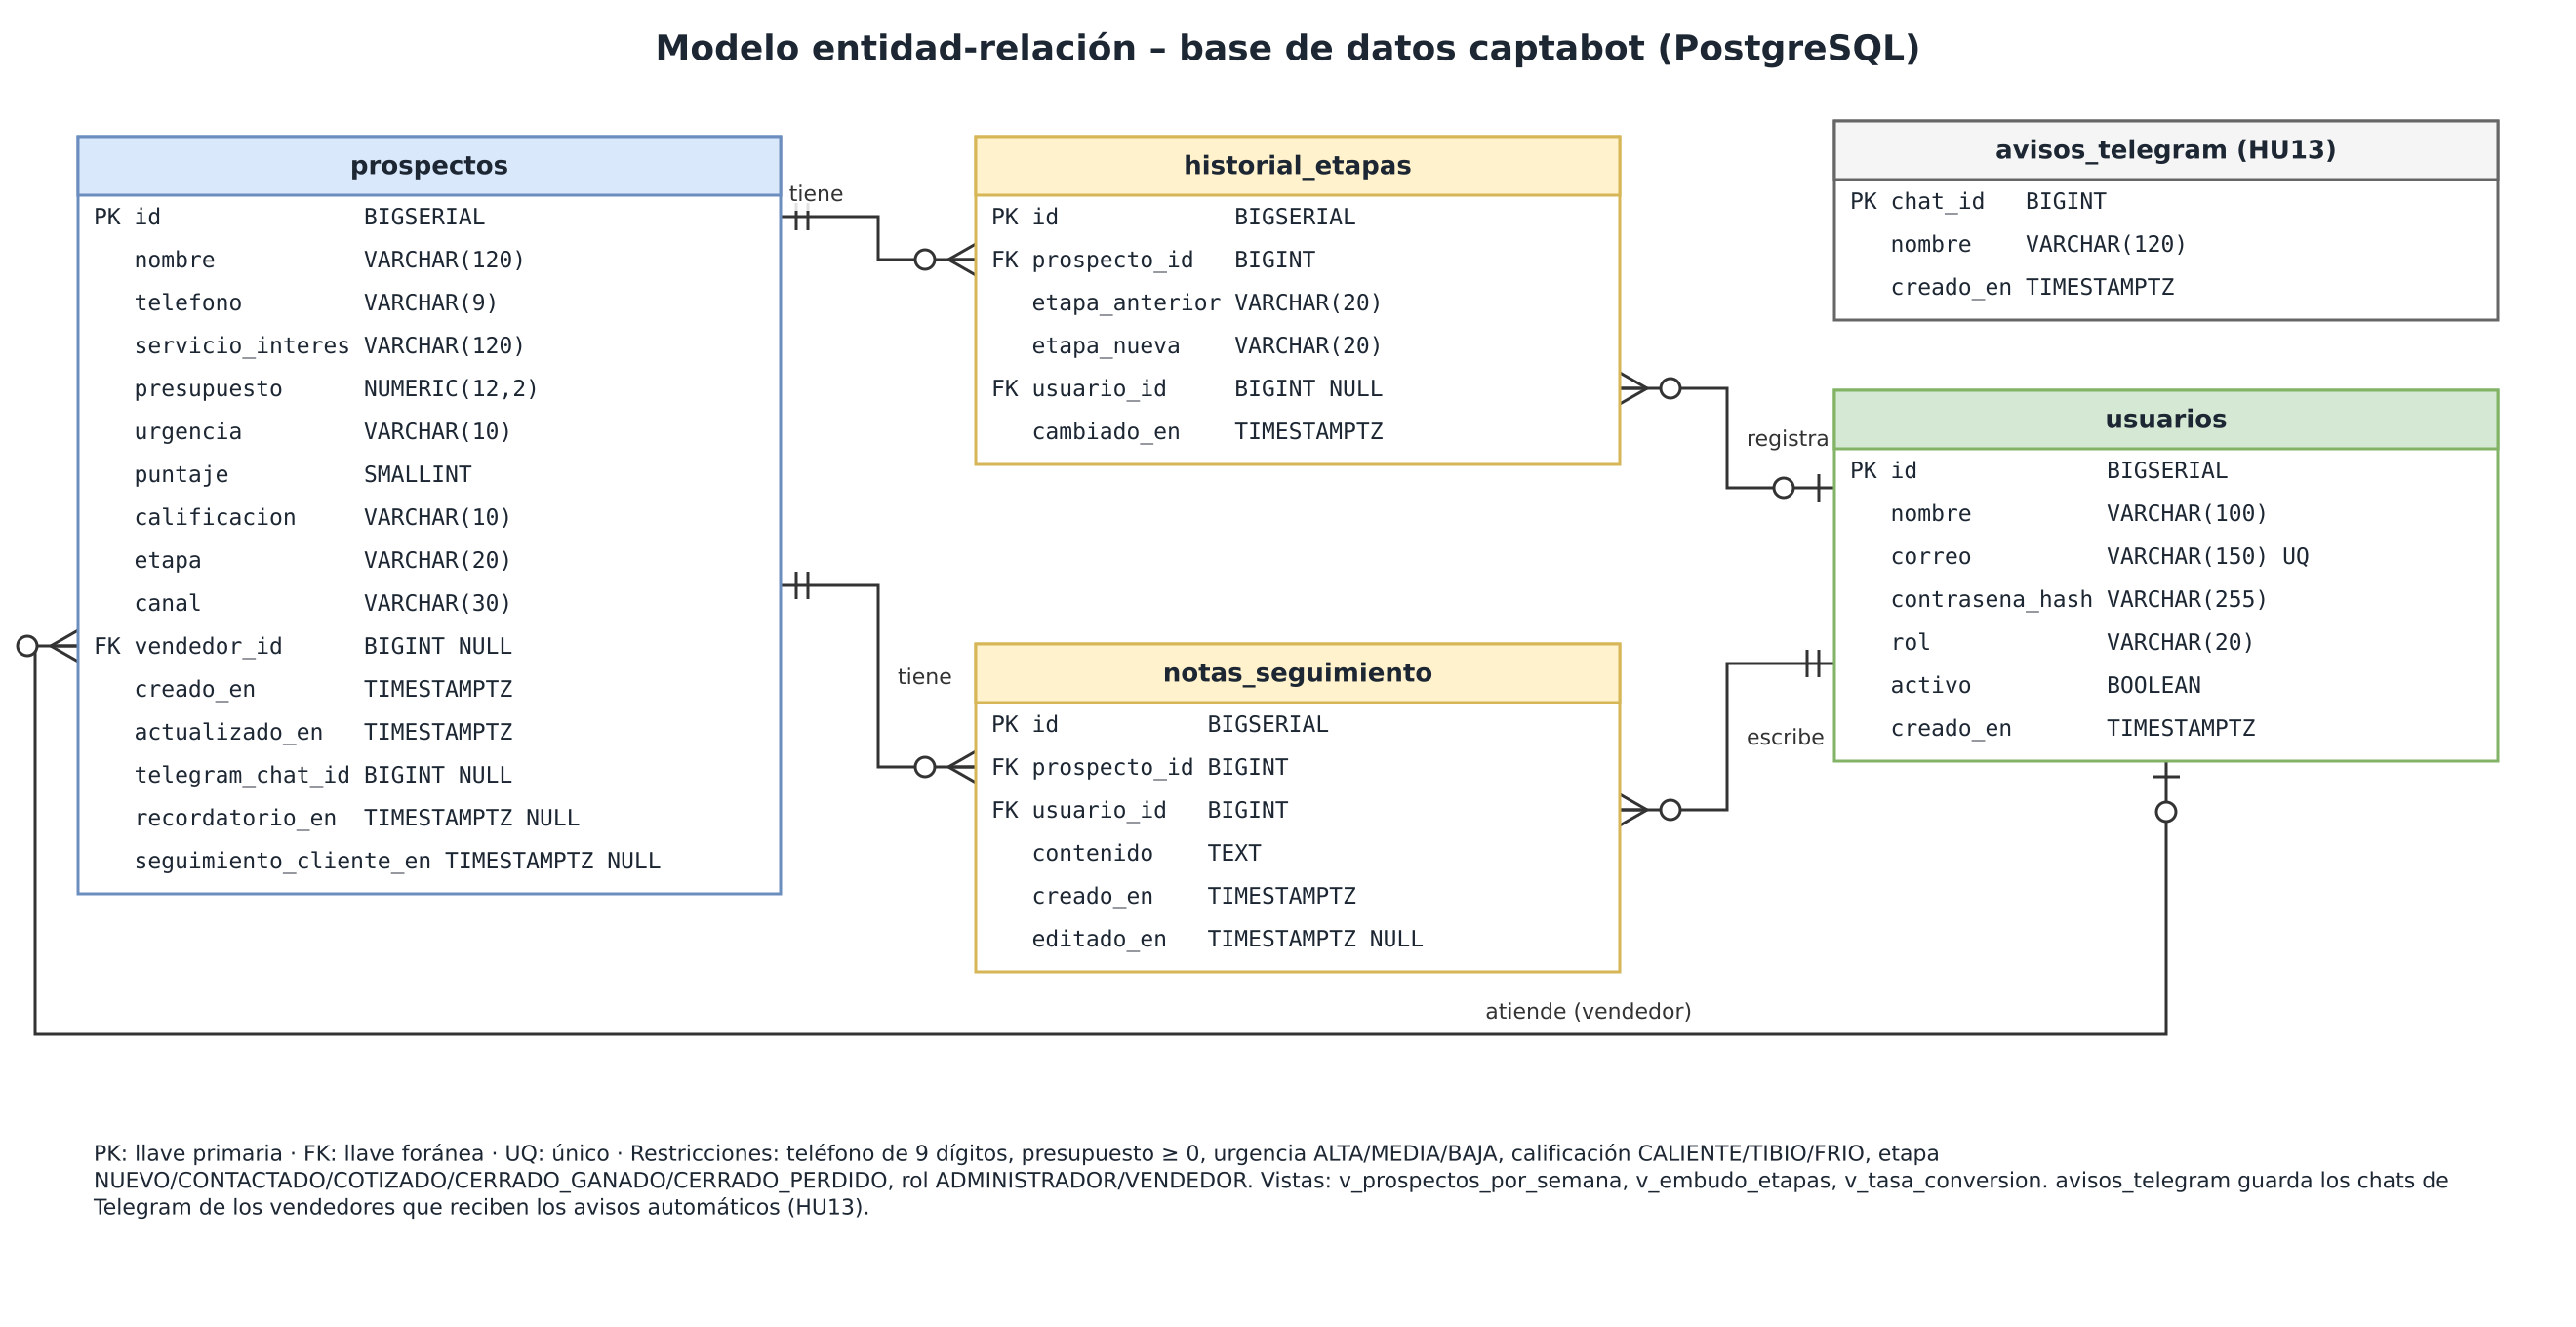 Modelo entidad-relación – base de datos captabot (PostgreSQL)
prospectos
PK id BIGSERIAL
nombre VARCHAR(120)
telefono VARCHAR(9)
servicio_interes VARCHAR(120)
presupuesto NUMERIC(12,2)
urgencia VARCHAR(10)
puntaje SMALLINT
calificacion VARCHAR(10)
etapa VARCHAR(20)
canal VARCHAR(30)
FK vendedor_id BIGINT NULL
creado_en TIMESTAMPTZ
actualizado_en TIMESTAMPTZ
telegram_chat_id BIGINT NULL
recordatorio_en TIMESTAMPTZ NULL
seguimiento_cliente_en TIMESTAMPTZ NULL
tiene
tiene
historial_etapas
PK id BIGSERIAL
FK prospecto_id BIGINT
etapa_anterior VARCHAR(20)
etapa_nueva VARCHAR(20)
FK usuario_id BIGINT NULL
cambiado_en TIMESTAMPTZ
notas_seguimiento
PK id BIGSERIAL
FK prospecto_id BIGINT
FK usuario_id BIGINT
contenido TEXT
creado_en TIMESTAMPTZ
editado_en TIMESTAMPTZ NULL
registra
escribe
avisos_telegram (HU13)
PK chat_id BIGINT
nombre VARCHAR(120)
creado_en TIMESTAMPTZ
usuarios
PK id BIGSERIAL
nombre VARCHAR(100)
correo VARCHAR(150) UQ
contrasena_hash VARCHAR(255)
rol VARCHAR(20)
activo BOOLEAN
creado_en TIMESTAMPTZ
atiende (vendedor)
PK: llave primaria · FK: llave foránea · UQ: único · Restricciones: teléfono de 9 dígitos, presupuesto ≥ 0, urgencia ALTA/MEDIA/BAJA, calificación CALIENTE/TIBIO/FRIO, etapa
NUEVO/CONTACTADO/COTIZADO/CERRADO_GANADO/CERRADO_PERDIDO, rol ADMINISTRADOR/VENDEDOR. Vistas: v_prospectos_por_semana, v_embudo_etapas, v_tasa_conversion. avisos_telegram guarda los chats de
Telegram de los vendedores que reciben los avisos automáticos (HU13).